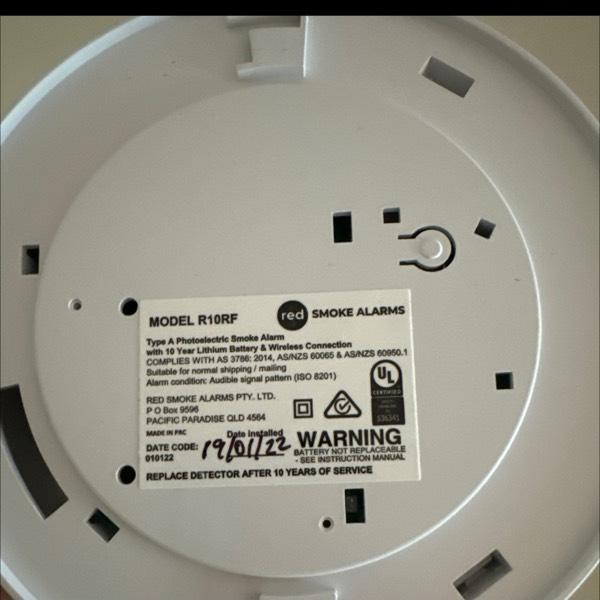 MODEL R10RF
red SMOKE ALARMS
Type A Photoelectric Smoke Alarm
with 10 Year Lithium Battery & Wireless Connection
COMPLIES WITH AS 3786: 2014, AS/NZS 60065 & AS/NZS 60950.1
Suitable for normal shipping / mailing
Alarm condition: Audible signal pattern (ISO 8201)
RED SMOKE ALARMS PTY. LTD.
P O Box 9596
PACIFIC PARADISE QLD 4564
UL
CERTIFIED
S36341
MADE IN PRC
Date installed
DATE CODE: 19/01/22
010122
WARNING
BATTERY NOT REPLACEABLE
- SEE INSTRUCTION MANUAL
REPLACE DETECTOR AFTER 10 YEARS OF SERVICE